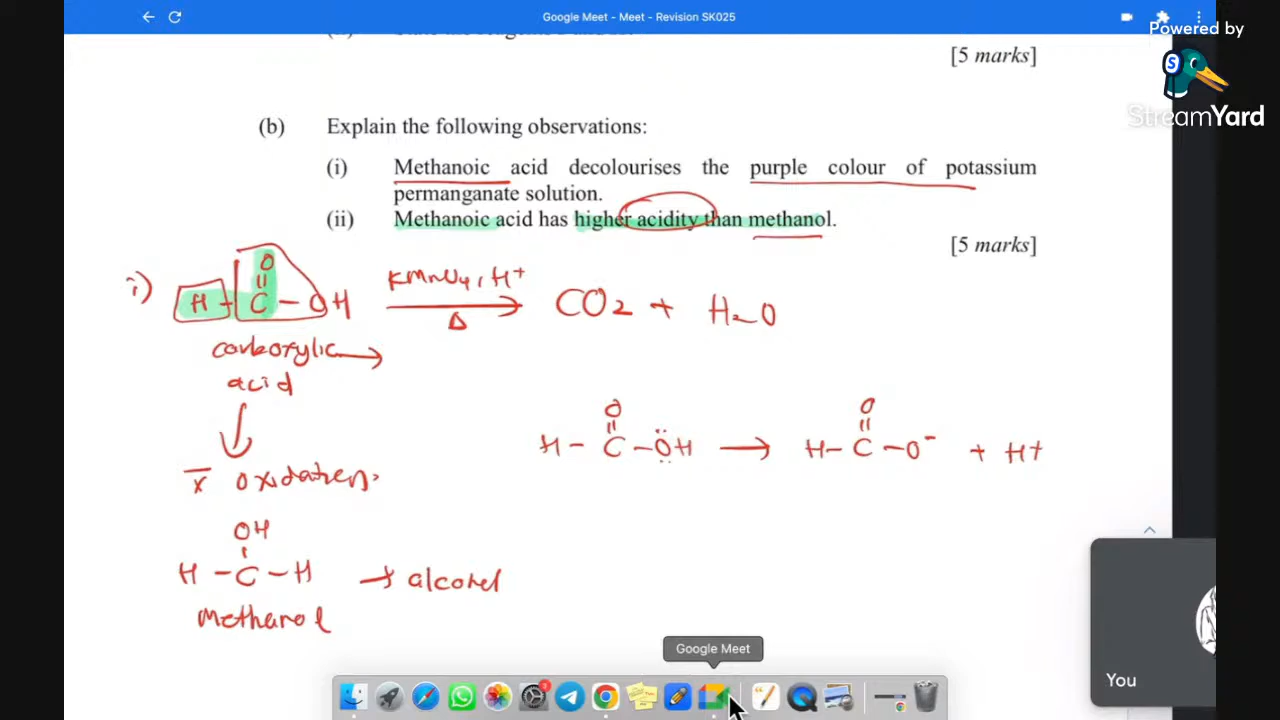 Google Meet - Meet - Revision SK025
Powered by
StreamYard
[5 marks]
(b) Explain the following observations:
(i) Methanoic acid decolourises the purple colour of potassium
permanganate solution.
(ii) Methanoic acid has higher acidity than methanol.
[5 marks]
i)
O
H - C - OH
KMnO4, H+
Δ
CO2 + H2O
carboxylic →
acid
x oxidation
O
H - C - OH → H - C - O- + H+
O
OH
H - C - H → alcohol
Methanol
Google Meet
You